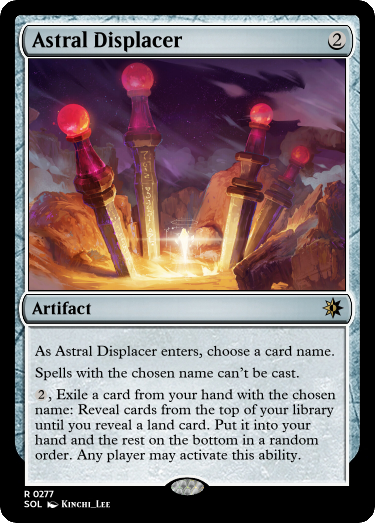 Astral Displacer 2
Artifact
As Astral Displacer enters, choose a card name.
Spells with the chosen name can't be cast.
2, Exile a card from your hand with the chosen
name: Reveal cards from the top of your library
until you reveal a land card. Put it into your
hand and the rest on the bottom in a random
order. Any player may activate this ability.
R 0277
SOL Kinchi_Lee